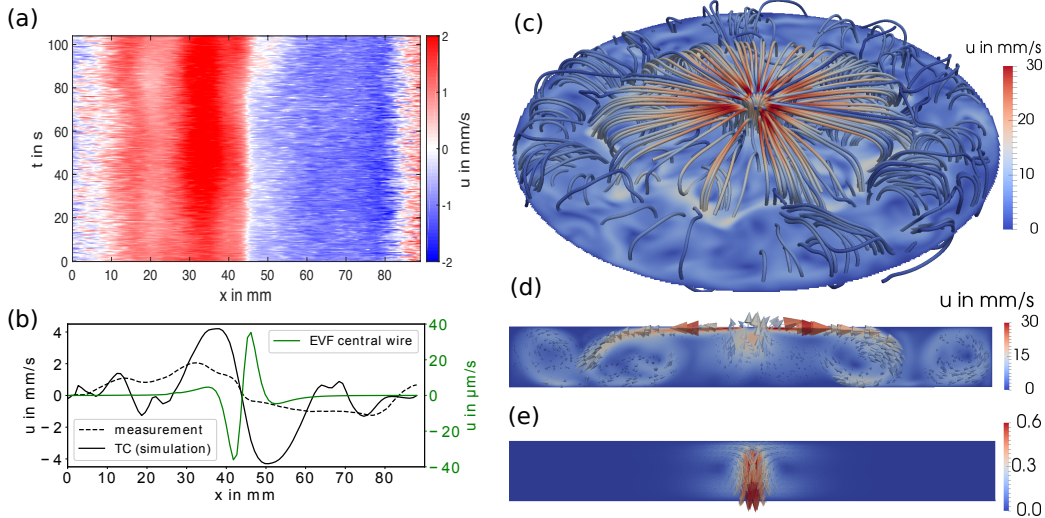 (a)
t in s
100
80
60
40
20
0
0 10 20 30 40 50 60 70 80
x in mm
2
1
0
-1
-2
u in mm/s
(b)
u in mm/s
4
2
0
−2
−4
EVF central wire
measurement
TC (simulation)
0 10 20 30 40 50 60 70 80
x in mm
40
20
0
−20
−40
u in µm/s
(c)
u in mm/s
30
20
10
0
(d)
u in mm/s
30
15
0
(e)
0.6
0.3
0.0